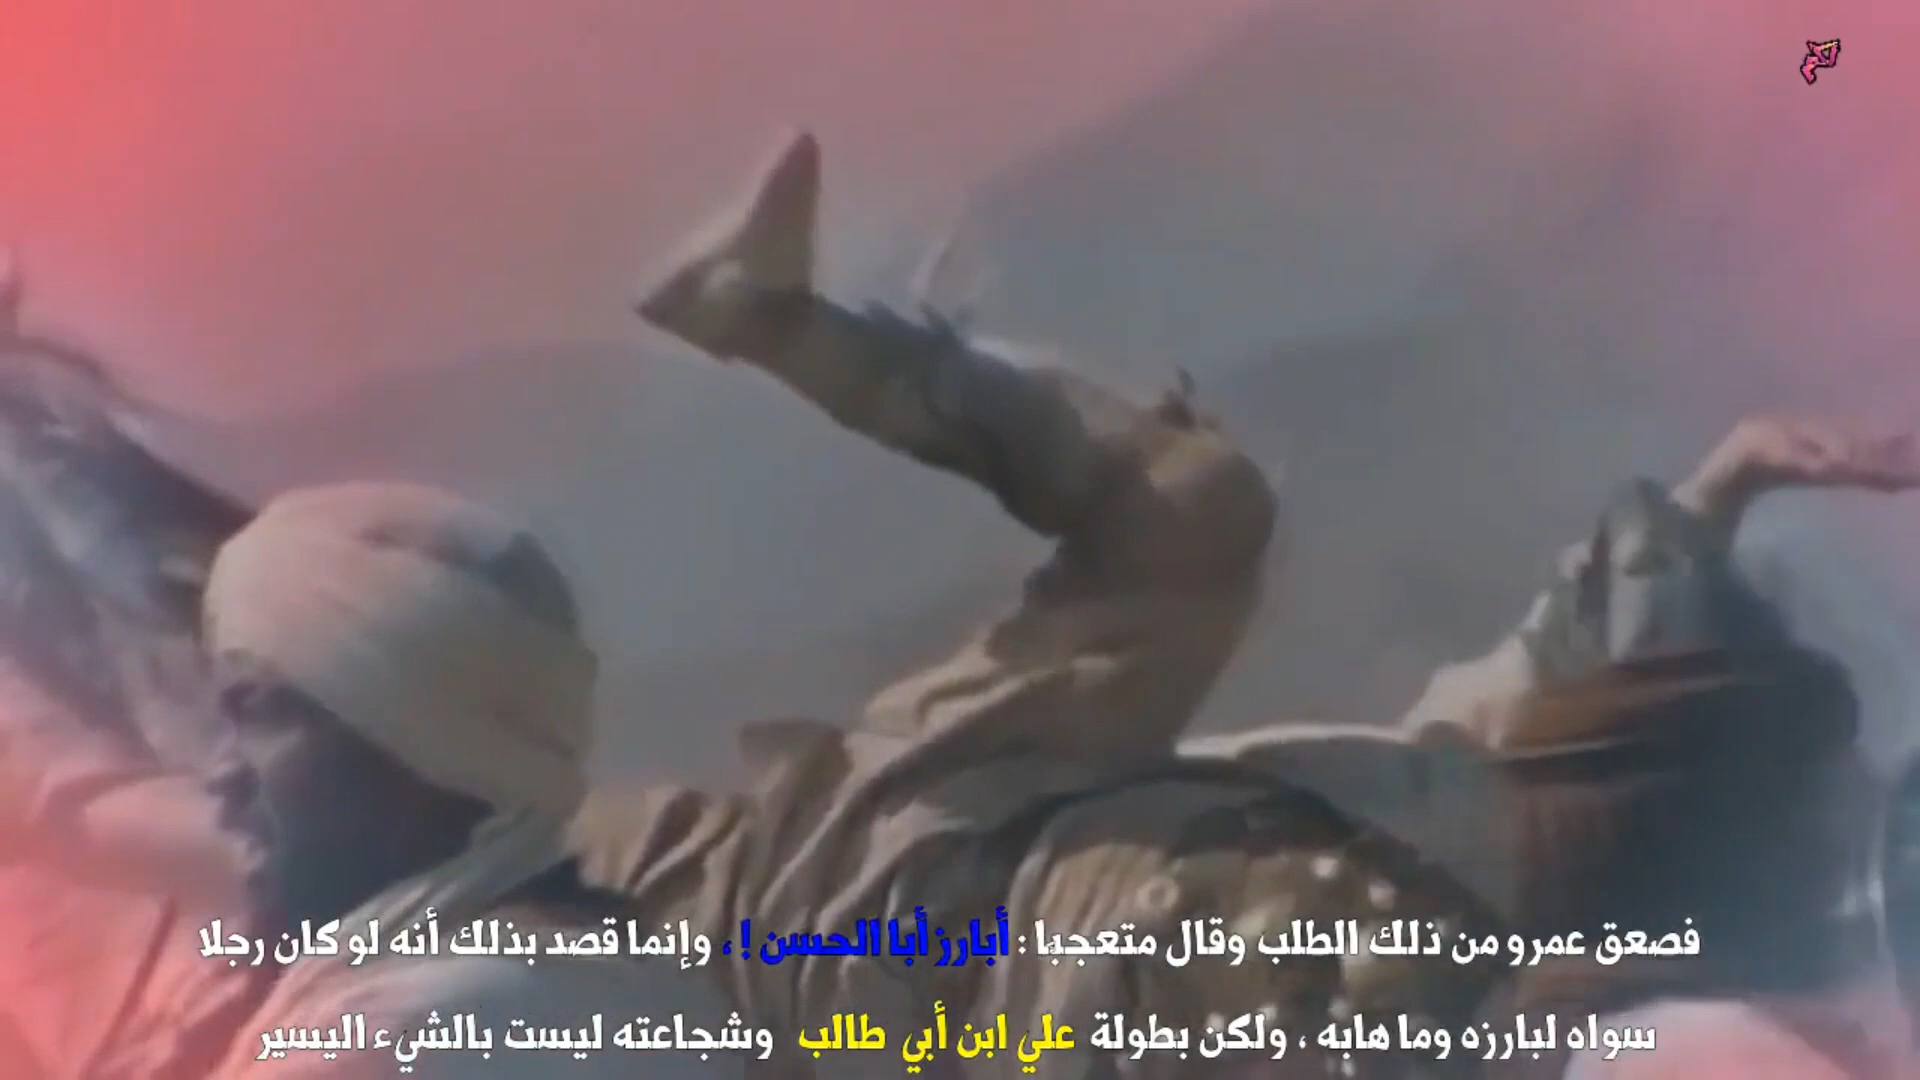 فصعق عمرو من ذلك الطلب وقال متعجبا : أبارز أبا الحسن ! ، وإنما قصد بذلك أنه لو كان رجلا
سواه لبارزه وما هابه ، ولكن بطولة علي ابن أبي طالب وشجاعته ليست بالشيء اليسير